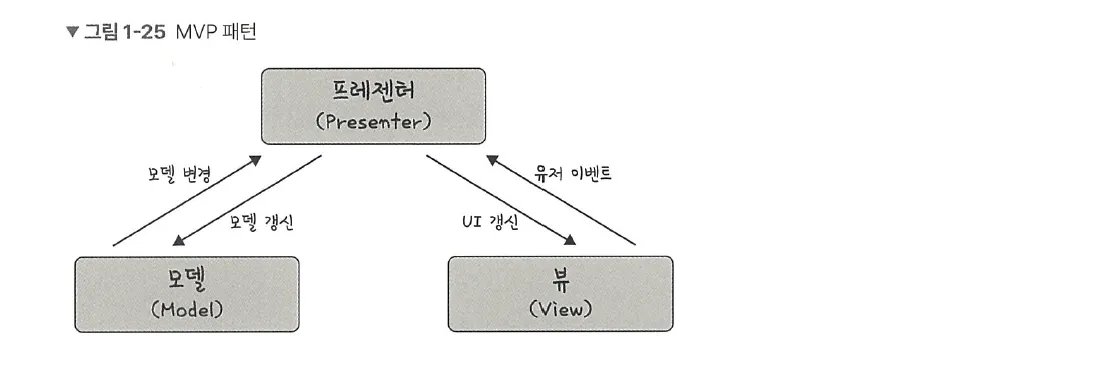 ▼ 그림 1-25 MVP 패턴
프레젠터
(Presenter)
모델 변경
유저 이벤트
모델 갱신
UI 갱신
모델
(Model)
뷰
(View)